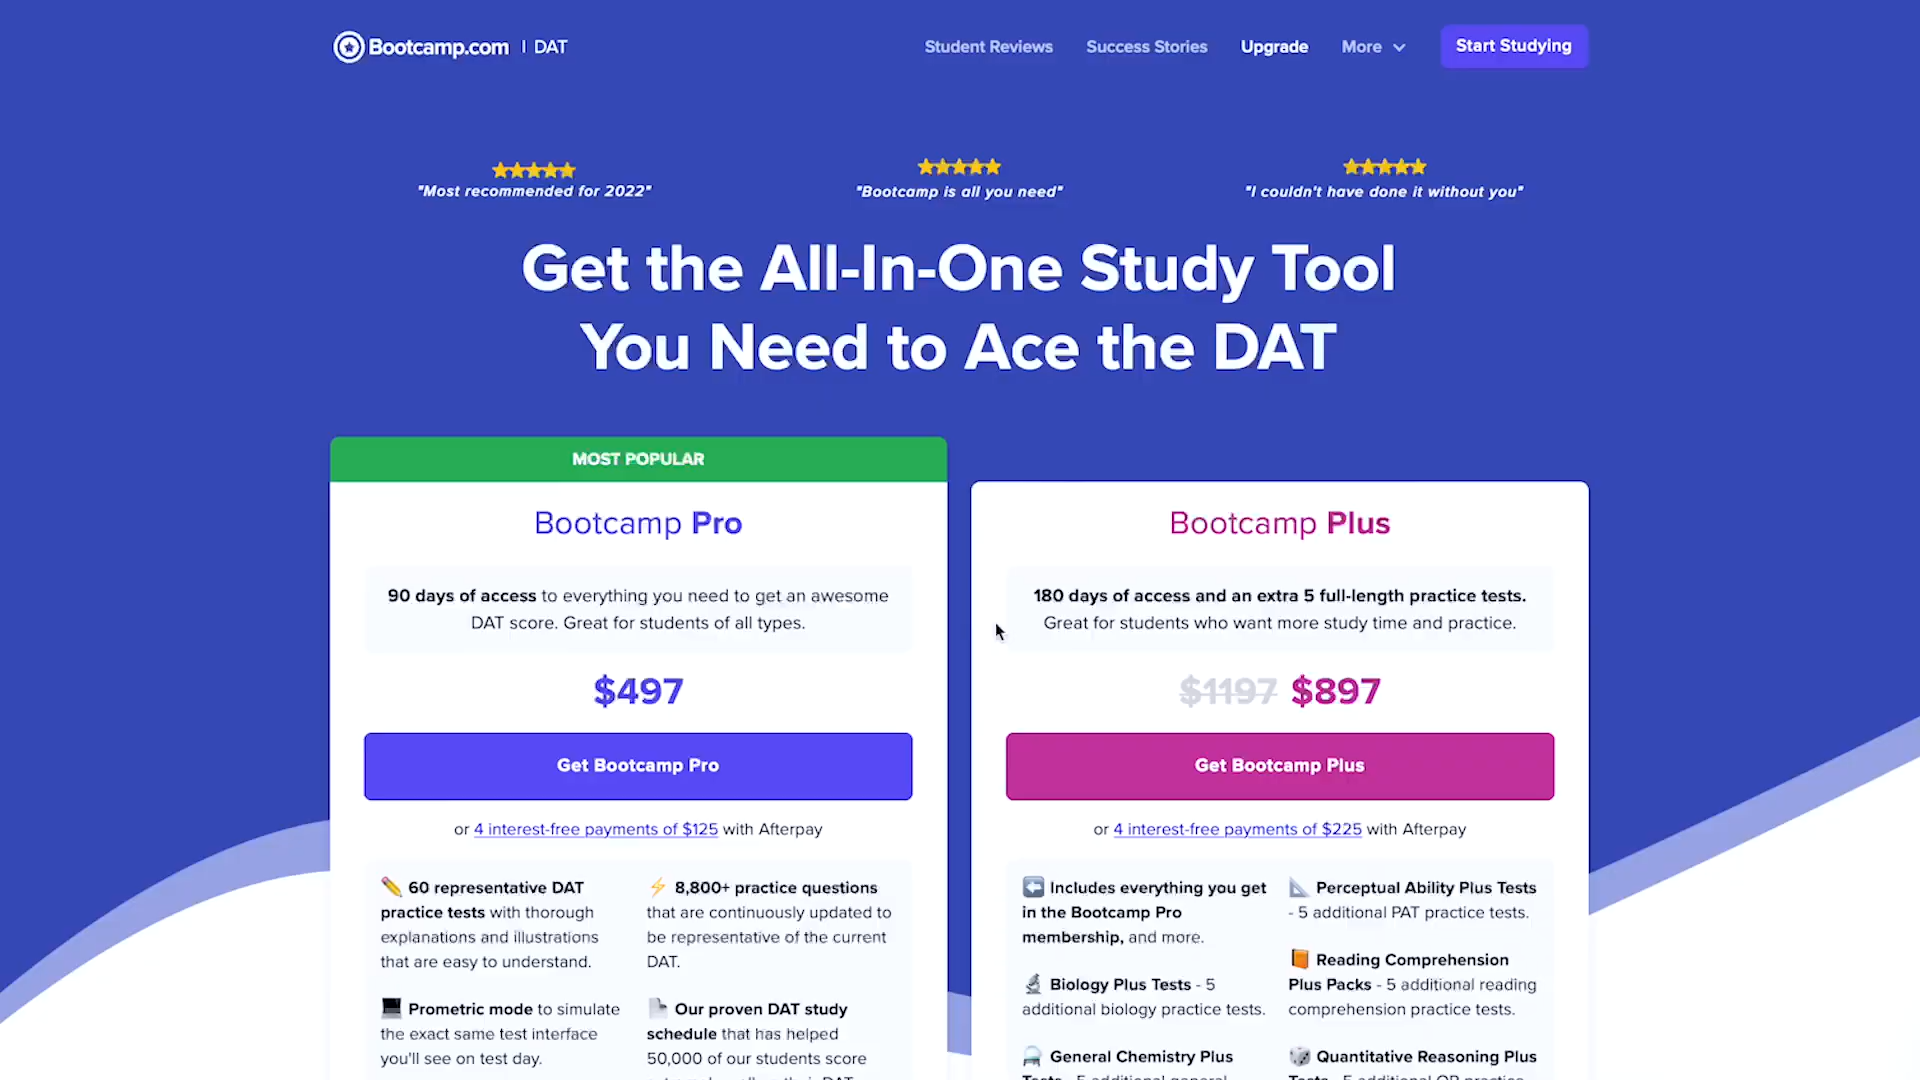 Bootcamp.com | DAT
Student Reviews
Success Stories
Upgrade
More
Start Studying
"Most recommended for 2022"
"Bootcamp is all you need"
"I couldn't have done it without you"
Get the All-In-One Study Tool
You Need to Ace the DAT
MOST POPULAR
Bootcamp Pro
90 days of access to everything you need to get an awesome
DAT score. Great for students of all types.
$497
Get Bootcamp Pro
or 4 interest-free payments of $125 with Afterpay
60 representative DAT
practice tests with thorough
explanations and illustrations
that are easy to understand.
Prometric mode to simulate
the exact same test interface
you'll see on test day.
8,800+ practice questions
that are continuously updated to
be representative of the current
DAT.
Our proven DAT study
schedule that has helped
50,000 of our students score
Bootcamp Plus
180 days of access and an extra 5 full-length practice tests.
Great for students who want more study time and practice.
$1197 $897
Get Bootcamp Plus
or 4 interest-free payments of $225 with Afterpay
Includes everything you get
in the Bootcamp Pro
membership, and more.
Biology Plus Tests - 5
additional biology practice tests.
General Chemistry Plus
Tests - 5 additional general
Perceptual Ability Plus Tests
- 5 additional PAT practice tests.
Reading Comprehension
Plus Packs - 5 additional reading
comprehension practice tests.
Quantitative Reasoning Plus
Tests - 5 additional QR practice